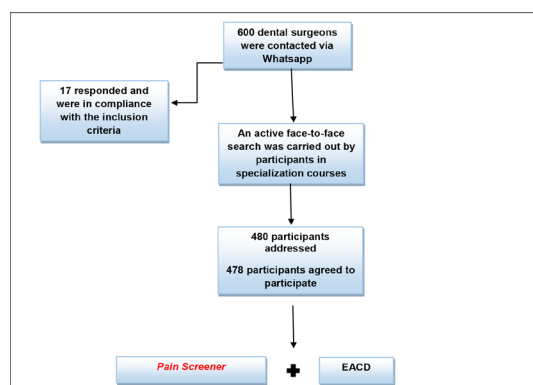 600 dental surgeons
were contacted via
Whatsapp
17 responded and
were in compliance
with the inclusion
criteria
An active face-to-face
search was carried out by
participants in
specialization courses
480 participants
addressed
478 participants agreed to
participate
Pain Screener
EACD